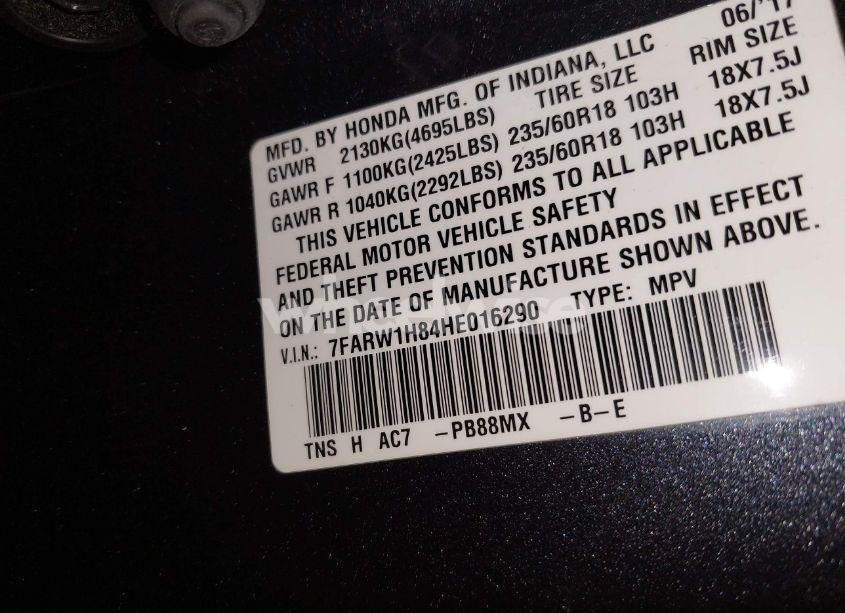 06/'17
MFD. BY HONDA MFG. OF INDIANA, LLC
GVWR 2130KG(4695LBS) TIRE SIZE RIM SIZE
GAWR F 1100KG(2425LBS) 235/60R18 103H 18X7.5J
GAWR R 1040KG(2292LBS) 235/60R18 103H 18X7.5J
THIS VEHICLE CONFORMS TO ALL APPLICABLE
FEDERAL MOTOR VEHICLE SAFETY
AND THEFT PREVENTION STANDARDS IN EFFECT
ON THE DATE OF MANUFACTURE SHOWN ABOVE.
V.I.N.: 7FARW1H84HE016290 TYPE: MPV
TNS H AC7 -PB88MX -B-E